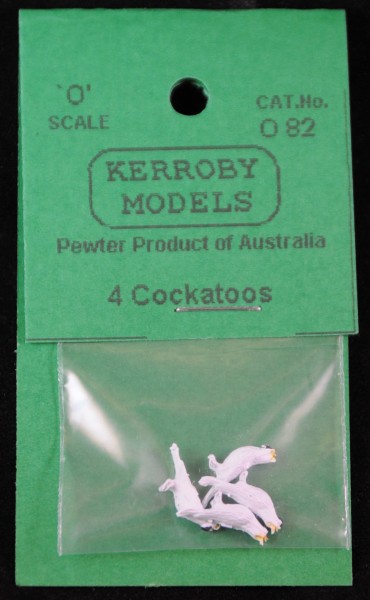 'O'
SCALE
CAT.No.
O 82
KERROBY
MODELS
Pewter Product of Australia
4 Cockatoos